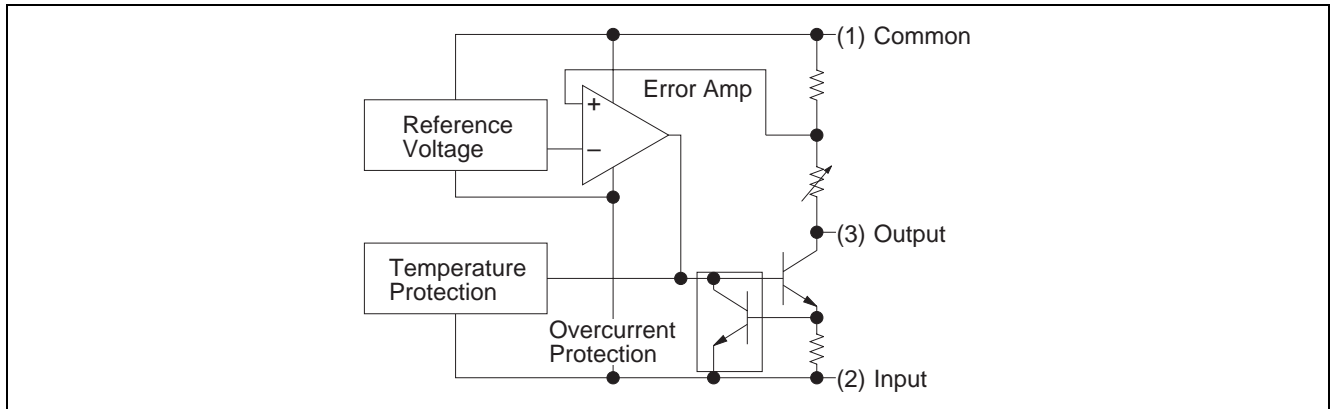 (1) Common
Error Amp
+
Reference
Voltage
−
(3) Output
Temperature
Protection
Overcurrent
Protection
(2) Input